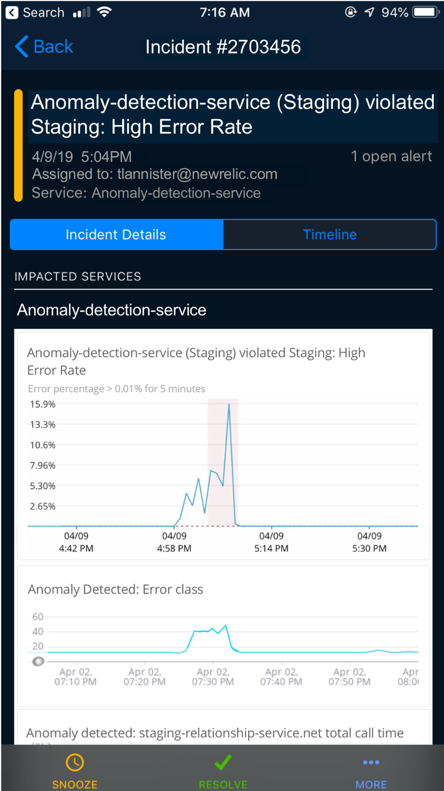 Search 7:16 AM 94%
Back Incident #2703456
Anomaly-detection-service (Staging) violated
Staging: High Error Rate
4/9/19 5:04PM 1 open alert
Assigned to: tlannister@newrelic.com
Service: Anomaly-detection-service
Incident Details Timeline
IMPACTED SERVICES
Anomaly-detection-service
Anomaly-detection-service (Staging) violated Staging: High
Error Rate
Error percentage > 0.01% for 5 minutes
15.9%
13.3%
10.6%
7.96%
5.30%
2.65%
04/09 04/09 04/09 04/09
4:42 PM 4:58 PM 5:14 PM 5:30 PM
Anomaly Detected: Error class
60
40
20
Apr 02, Apr 02, Apr 02, Apr 02, Apr 02, Apr
07:10 PM 07:20 PM 07:30 PM 07:40 PM 07:50 PM 08:0
Anomaly detected: staging-relationship-service.net total call time
SNOOZE RESOLVE MORE